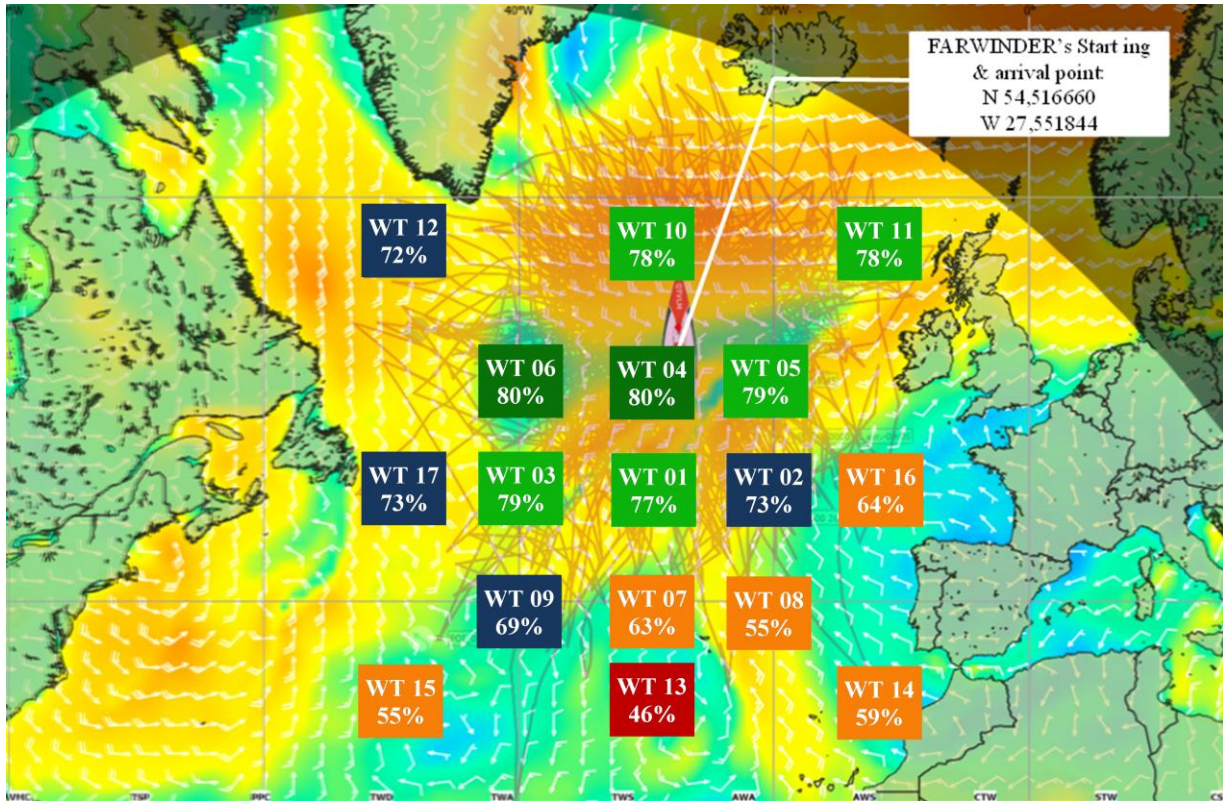 40°W
20°W
0°
FARWINDER's Start ing
& arrival point:
N 54,516660
W 27,551844
WT 12
72%
WT 10
78%
WT 11
78%
WT 06
80%
WT 04
80%
WT 05
79%
WT 17
73%
WT 03
79%
WT 01
77%
WT 02
73%
WT 16
64%
WT 09
69%
WT 07
63%
WT 08
55%
WT 15
55%
WT 13
46%
WT 14
59%
VMC
TSP
PPC
TWD
TWA
TWS
AWA
AWS
CTW
STW